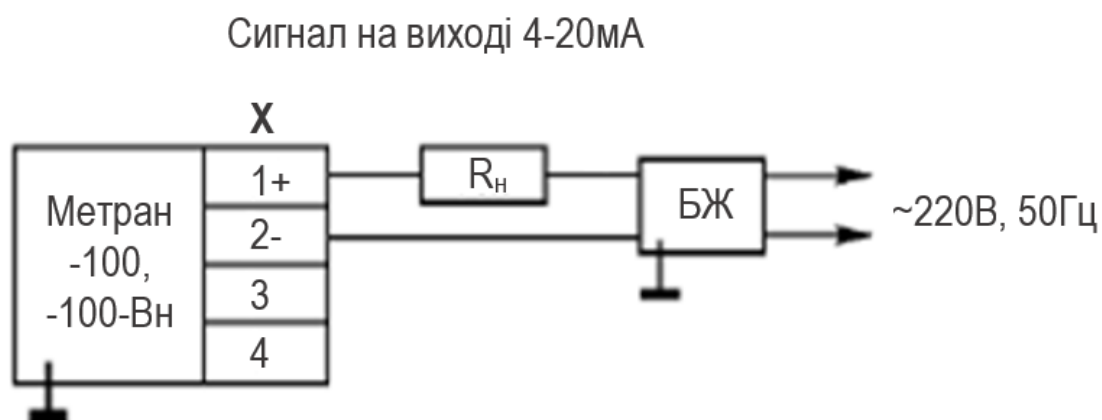 Сигнал на виході 4-20мА
X
1+
Rн
БЖ
~220В, 50Гц
Метран
-100,
-100-Вн
2-
3
4